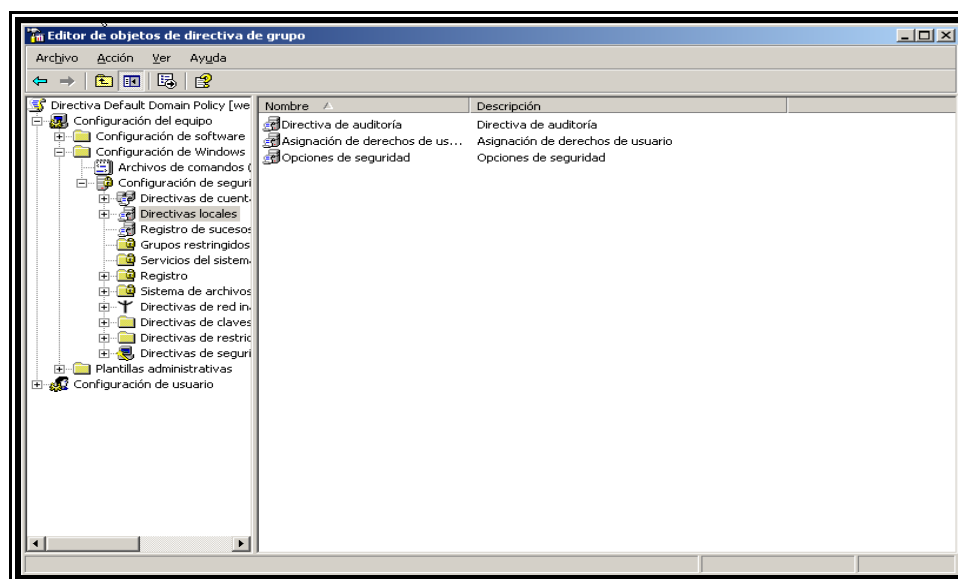 Editor de objetos de directiva de grupo
Archivo Acción Ver Ayuda
Directiva Default Domain Policy [we
Configuración del equipo
Configuración de software
Configuración de Windows
Archivos de comandos (
Configuración de seguri
Directivas de cuent
Directivas locales
Registro de sucesos
Grupos restringidos
Servicios del sistem
Registro
Sistema de archivos
Directivas de red in
Directivas de claves
Directivas de restric
Directivas de seguri
Plantillas administrativas
Configuración de usuario
Nombre Descripción
Directiva de auditoría Directiva de auditoría
Asignación de derechos de us... Asignación de derechos de usuario
Opciones de seguridad Opciones de seguridad